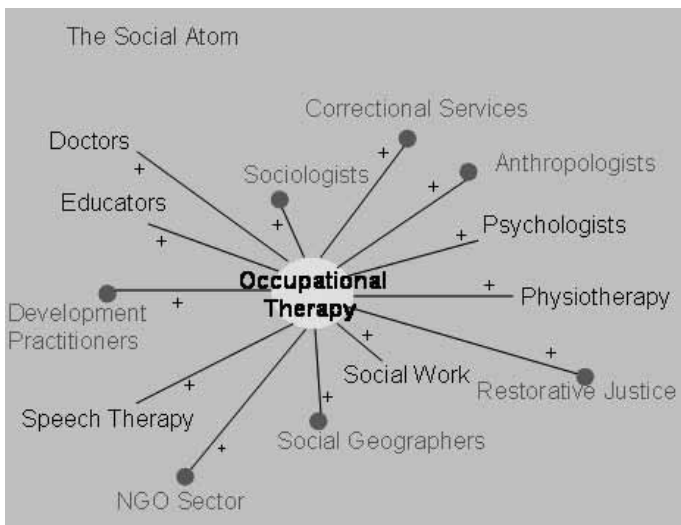 The Social Atom
Correctional Services
Doctors
+
+
Anthropologists
Sociologists
+
+
Educators
Psychologists
+
+
+
Occupational
Therapy
Physiotherapy
+
+
Development
Practitioners
+
+
Social Work
Restorative Justice
+
+
Speech Therapy
Social Geographers
+
NGO Sector